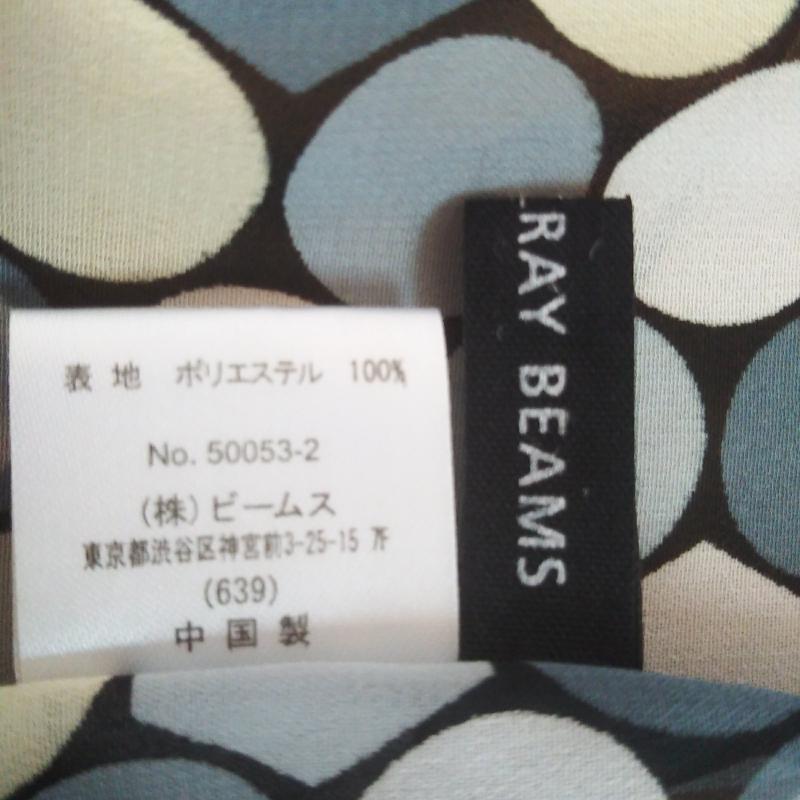 表地 ポリエステル 100%
No. 50053-2
(株)ビームス
東京都渋谷区神宮前3-25-15 7F
(639)
中国製
RAY BEAMS